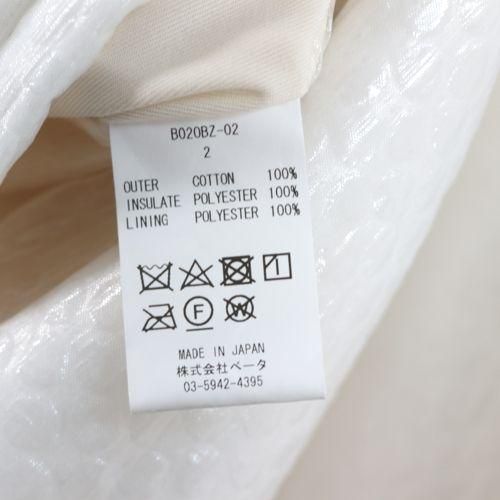 B020BZ-02
2
OUTER COTTON 100%
INSULATE POLYESTER 100%
LINING POLYESTER 100%
F W
MADE IN JAPAN
株式会社ベータ
03-5942-4395